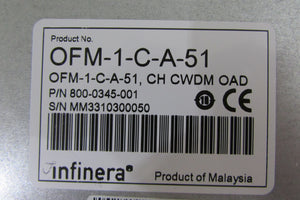 Product No.
OFM-1-C-A-51
OFM-1-C-A-51, CH CWDM OAD
P/N 800-0345-001
S/N MM3310300050
infinera®
Product of Malaysia